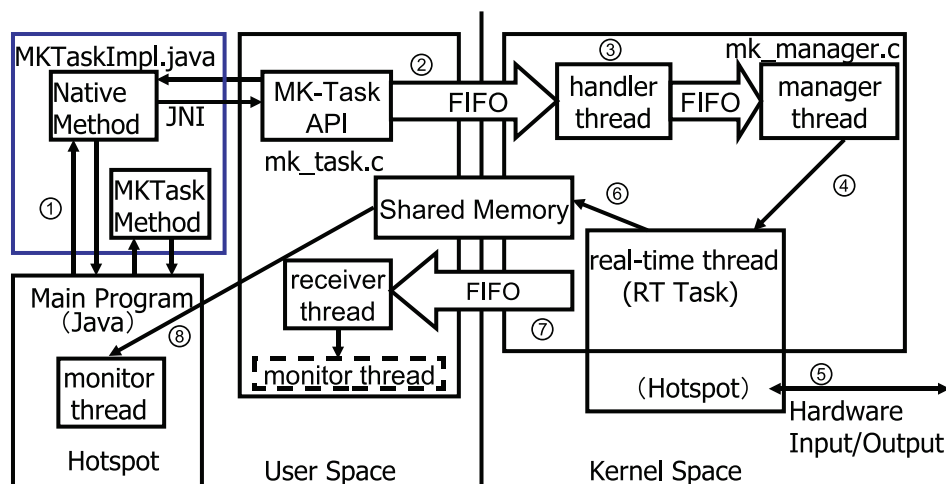 MKTaskImpl.java
Native
Method
JNI
MK-Task
API
mk_task.c
②
FIFO
③
handler
thread
FIFO
mk_manager.c
manager
thread
①
MKTask
Method
Shared Memory
⑥
④
real-time thread
(RT Task)
Main Program
（Java）
⑧
receiver
thread
FIFO
⑦
monitor
thread
monitor thread
（Hotspot）
⑤
Hardware
Input/Output
Hotspot
User Space
Kernel Space